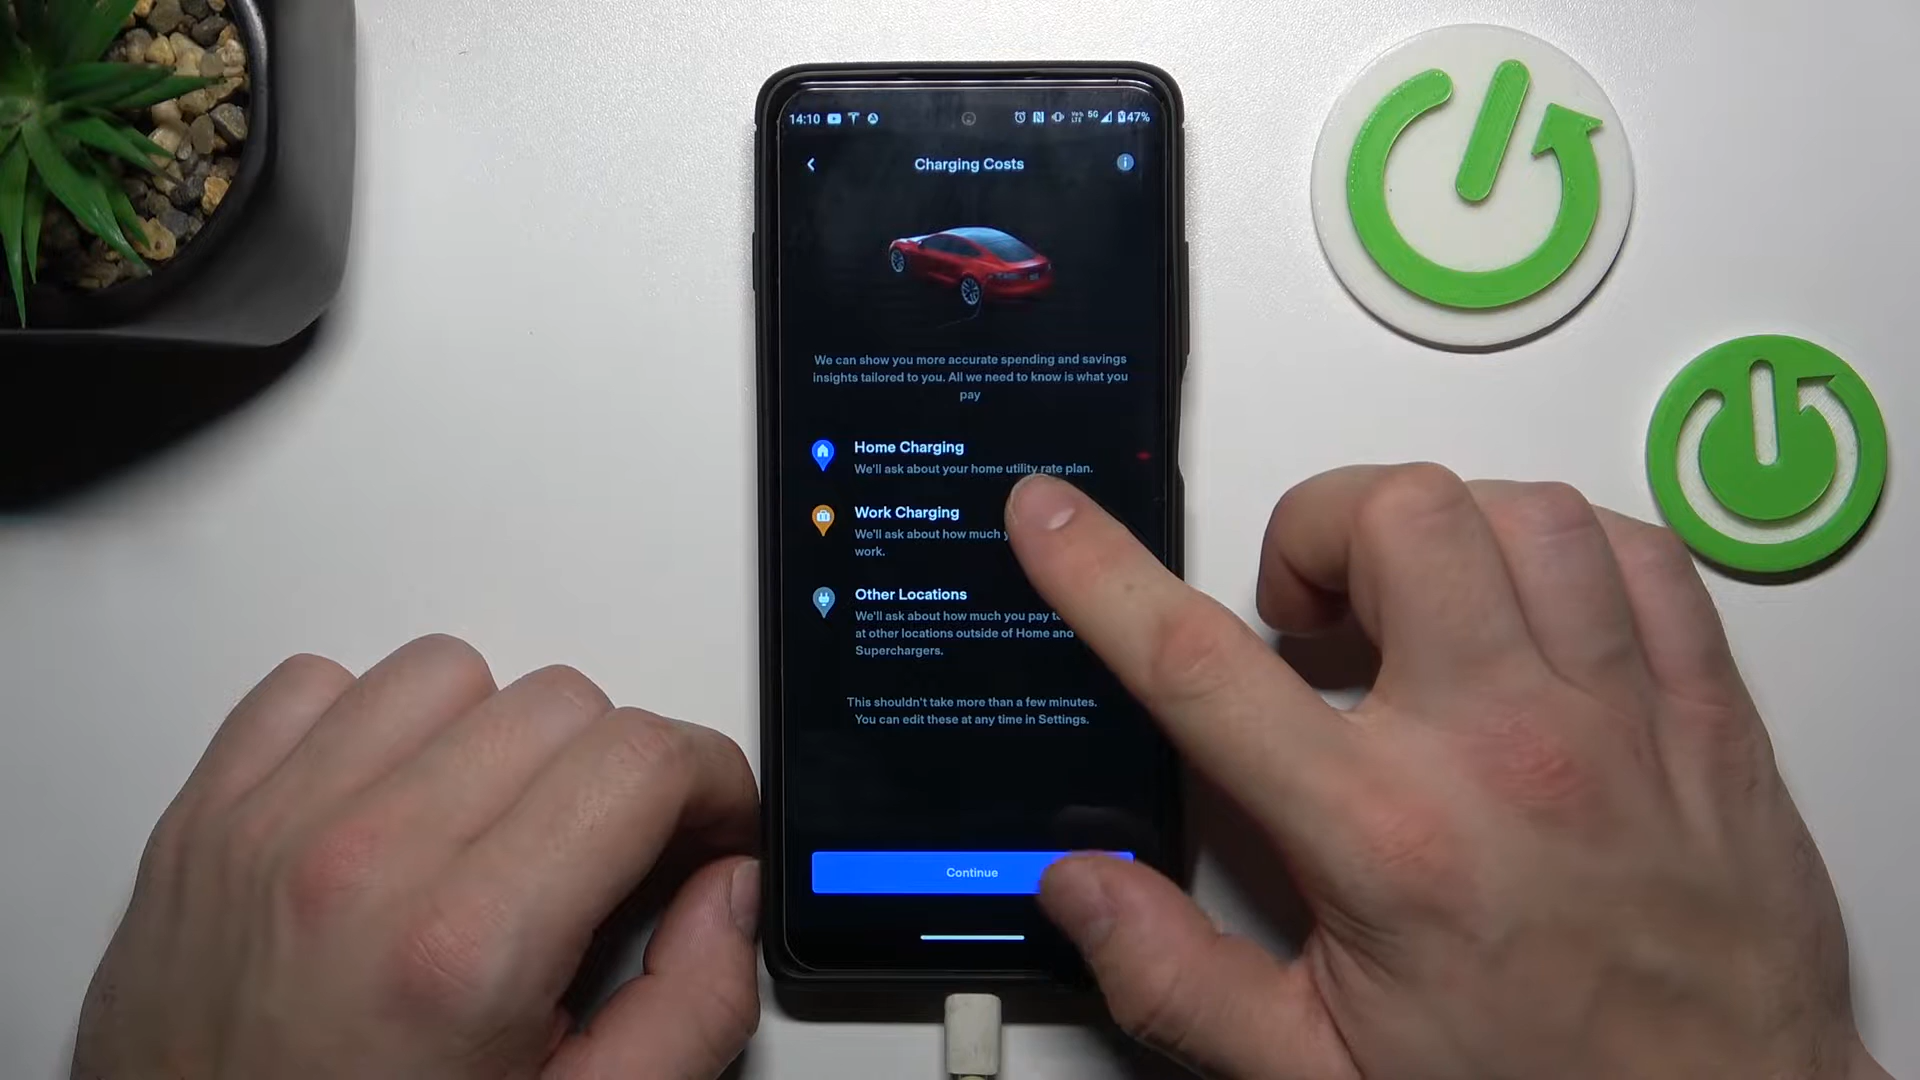 14:10 5G 47%
Charging Costs
We can show you more accurate spending and savings
insights tailored to you. All we need to know is what you
pay
Home Charging
We'll ask about your home utility rate plan.
Work Charging
We'll ask about how much
work.
Other Locations
We'll ask about how much you pay
at other locations outside of Home and
Superchargers.
This shouldn't take more than a few minutes.
You can edit these at any time in Settings.
Continue